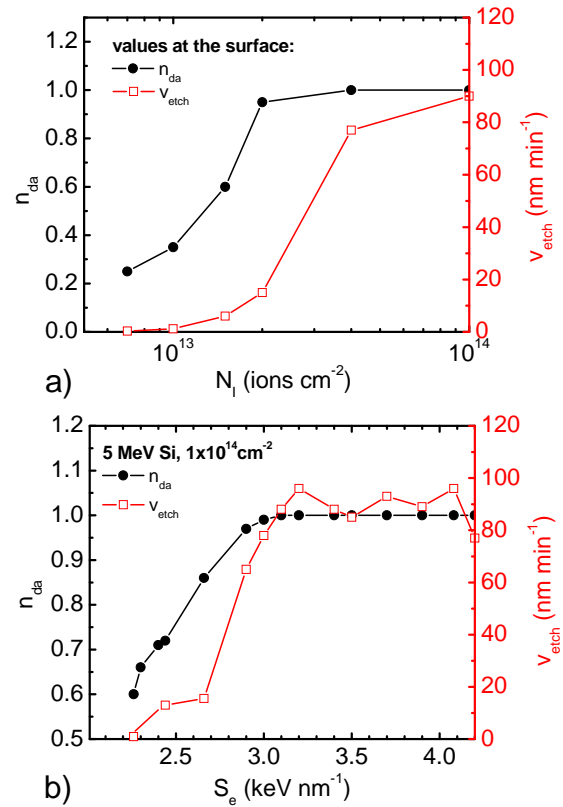 values at the surface:
n_da
v_etch
1.2
1.0
0.8
0.6
0.4
0.2
0.0
n_da
120
100
80
60
40
20
0
v_etch (nm min^-1)
10^13
10^14
N_I (ions cm^-2)
a)
5 MeV Si, 1x10^14cm^-2
n_da
v_etch
1.2
1.1
1.0
0.9
0.8
0.7
0.6
0.5
n_da
120
100
80
60
40
20
0
v_etch (nm min^-1)
2.5
3.0
3.5
4.0
S_e (keV nm^-1)
b)